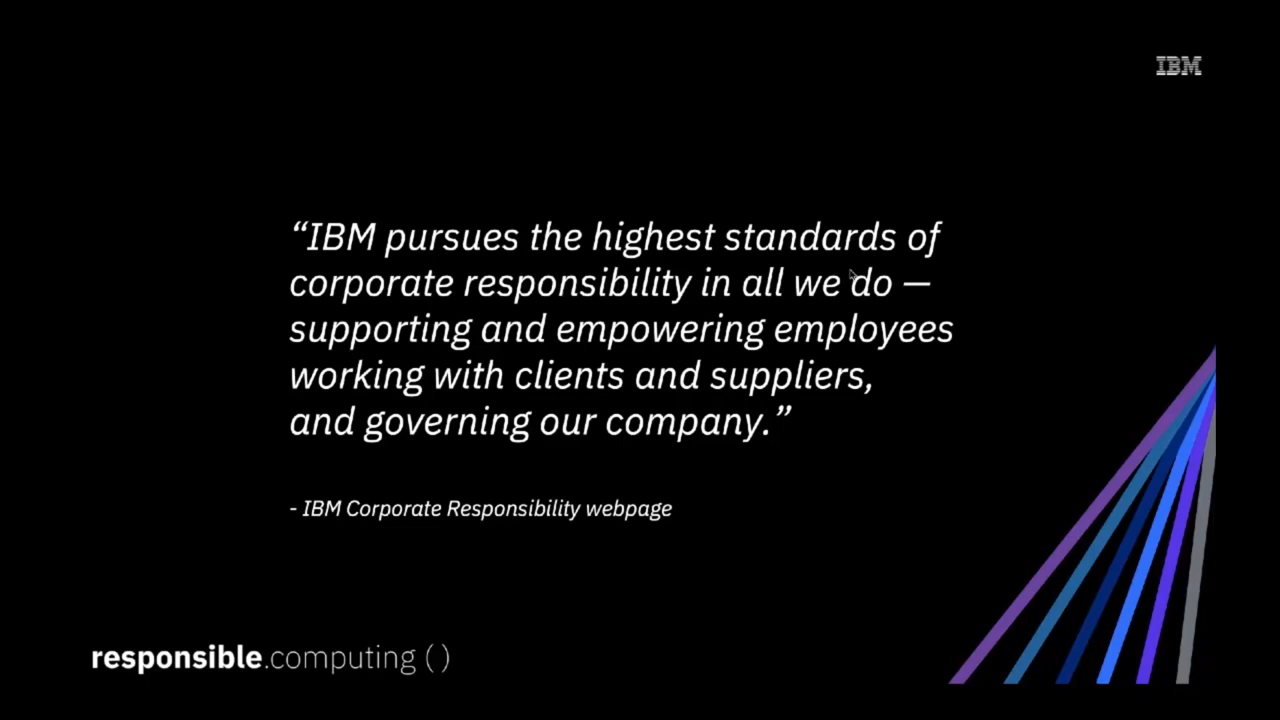 IBM
“IBM pursues the highest standards of
corporate responsibility in all we do —
supporting and empowering employees
working with clients and suppliers,
and governing our company.”
- IBM Corporate Responsibility webpage
responsible.computing ( )